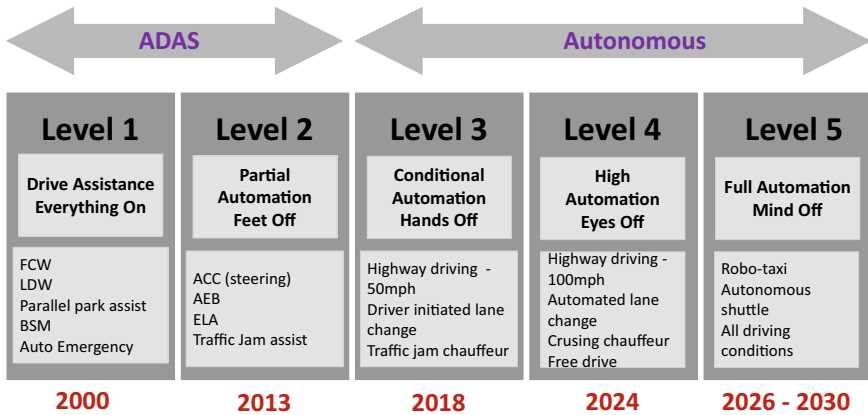 ADAS
Autonomous
Level 1
Drive Assistance
Everything On
FCW
LDW
Parallel park assist
BSM
Auto Emergency
2000
Level 2
Partial
Automation
Feet Off
ACC (steering)
AEB
ELA
Traffic Jam assist
2013
Level 3
Conditional
Automation
Hands Off
Highway driving -
50mph
Driver initiated lane
change
Traffic jam chauffeur
2018
Level 4
High
Automation
Eyes Off
Highway driving -
100mph
Automated lane
change
Crusing chauffeur
Free drive
2024
Level 5
Full Automation
Mind Off
Robo-taxi
Autonomous
shuttle
All driving
conditions
2026 - 2030